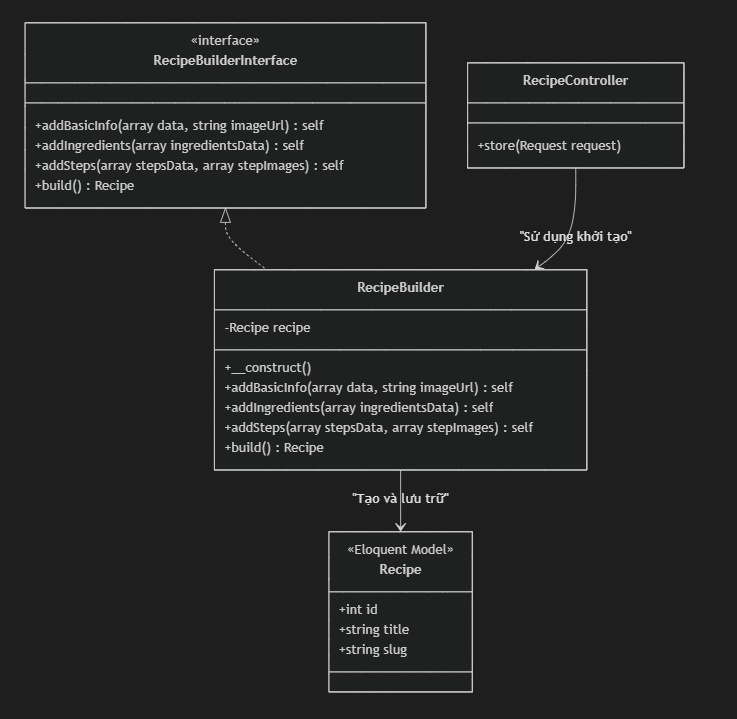 «interface»
RecipeBuilderInterface
+addBasicInfo(array data, string imageUrl) : self
+addIngredients(array ingredientsData) : self
+addSteps(array stepsData, array stepImages) : self
+build() : Recipe
RecipeController
+store(Request request)
"Sử dụng khởi tạo"
RecipeBuilder
-Recipe recipe
+__construct()
+addBasicInfo(array data, string imageUrl) : self
+addIngredients(array ingredientsData) : self
+addSteps(array stepsData, array stepImages) : self
+build() : Recipe
"Tạo và lưu trữ"
«Eloquent Model»
Recipe
+int id
+string title
+string slug